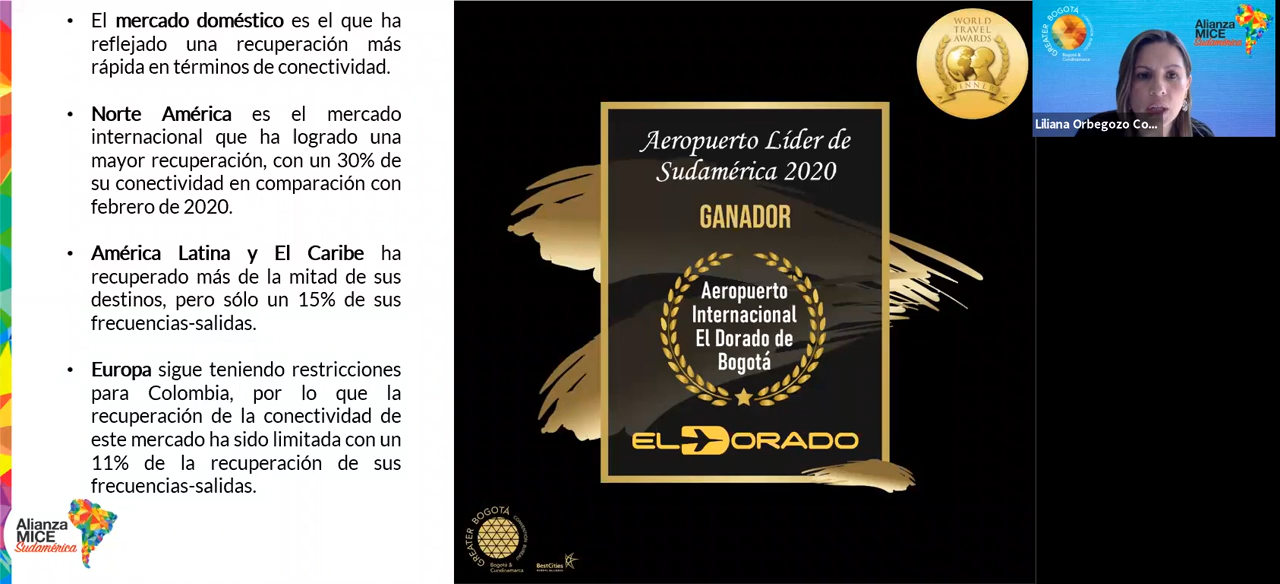 • El mercado doméstico es el que ha
reflejado una recuperación más
rápida en términos de conectividad.
• Norte América es el mercado
internacional que ha logrado una
mayor recuperación, con un 30% de
su conectividad en comparación con
febrero de 2020.
• América Latina y El Caribe ha
recuperado más de la mitad de sus
destinos, pero sólo un 15% de sus
frecuencias-salidas.
• Europa sigue teniendo restricciones
para Colombia, por lo que la
recuperación de la conectividad de
este mercado ha sido limitada con un
11% de la recuperación de sus
frecuencias-salidas.
Alianza
MICE
Sudamérica
Aeropuerto Líder de
Sudamérica 2020
GANADOR
Aeropuerto
Internacional
El Dorado de
Bogotá
EL DORADO
GREATER BOGOTÁ CONVENTION BUREAU
Bogotá &
Cundinamarca
BestCities
WORLD
TRAVEL
AWARDS
WINNER
GREATER BOGOTÁ
Bogotá &
Cundinamarca
Alianza
MICE
Sudamérica
Liliana Orbegozo Co...